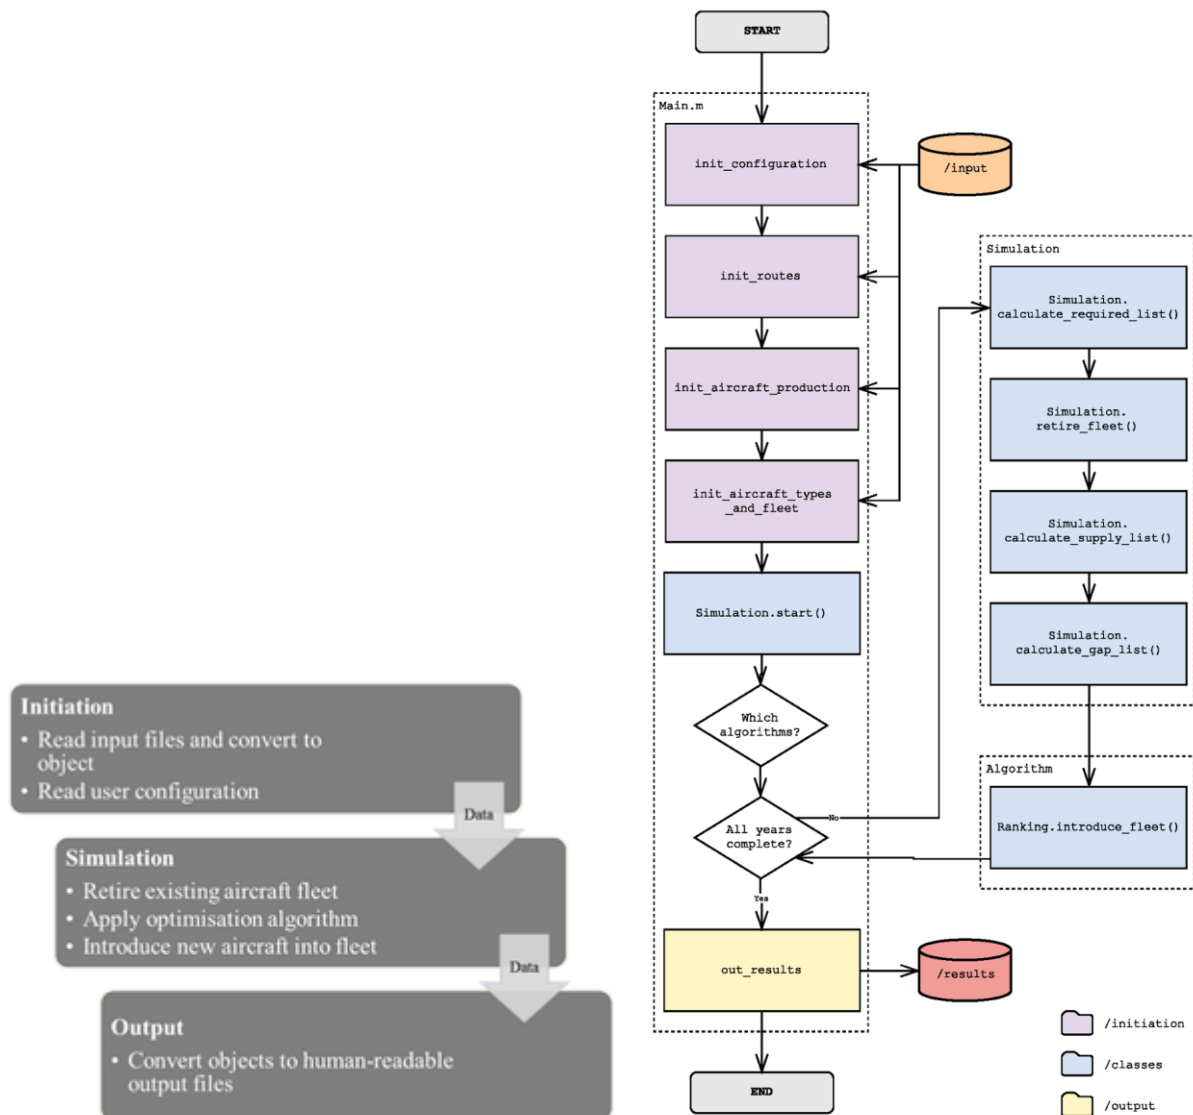 START
Main.m
init_configuration
/input
init_routes
init_aircraft_production
init_aircraft_types
_and_fleet
Simulation.start()
Which
algorithms?
All years
complete?
No
Yes
out_results
/results
END
Simulation
Simulation.
calculate_required_list()
Simulation.
retire_fleet()
Simulation.
calculate_supply_list()
Simulation.
calculate_gap_list()
Algorithm
Ranking.introduce_fleet()
/initiation
/classes
/output
Initiation
• Read input files and convert to
object
• Read user configuration
Data
Simulation
• Retire existing aircraft fleet
• Apply optimisation algorithm
• Introduce new aircraft into fleet
Data
Output
• Convert objects to human-readable
output files